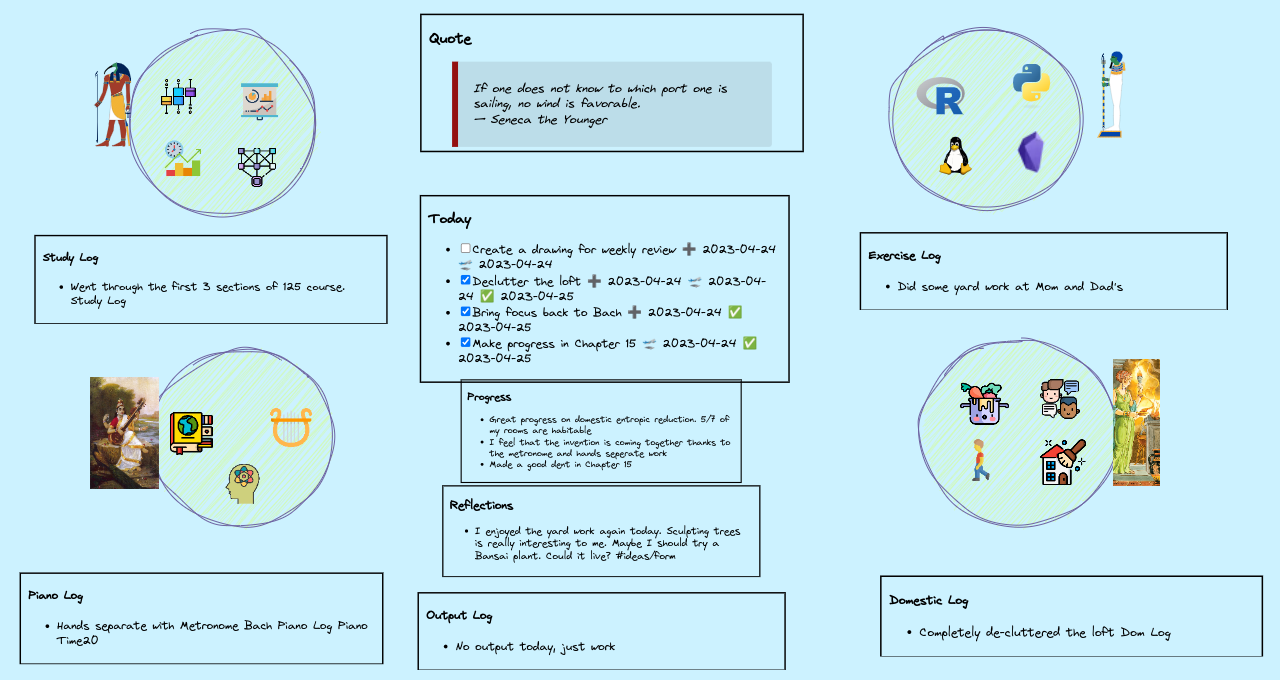 Quote
If one does not know to which port one is
sailing, no wind is favorable.
— Seneca the Younger
Today
Create a drawing for weekly review ➕ 2023-04-24
🛫 2023-04-24
Declutter the loft ➕ 2023-04-24 🛫 2023-04-
24 ✅ 2023-04-25
Bring focus back to Bach ➕ 2023-04-24 ✅
2023-04-25
Make progress in Chapter 15 🛫 2023-04-24 ✅
2023-04-25
Progress
Great progress on domestic entropic reduction. 5/7 of
my rooms are habitable
I feel that the invention is coming together thanks to
the metronome and hands seperate work
Made a good dent in Chapter 15
Reflections
I enjoyed the yard work again today. Sculpting trees
is really interesting to me. Maybe I should try a
Bansai plant. Could it live? #ideas/form
Output Log
No output today, just work
Study Log
Went through the first 3 sections of 125 course.
Study Log
Piano Log
Hands separate with Metronome Bach Piano Log Piano
Time20
R
Exercise Log
Did some yard work at Mom and Dad's
Domestic Log
Completely de-cluttered the loft Dom Log